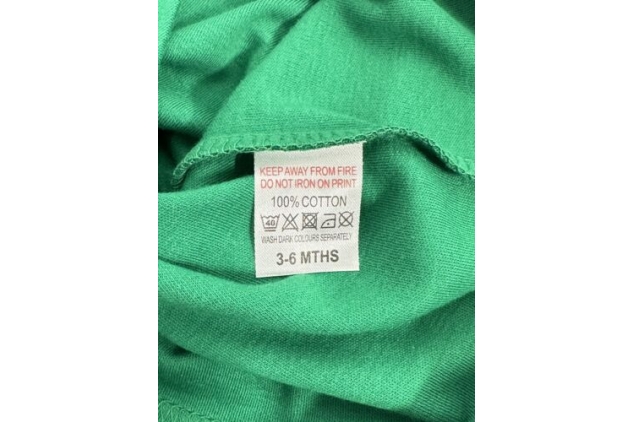 KEEP AWAY FROM FIRE
DO NOT IRON ON PRINT
100% COTTON
40
WASH DARK COLOURS SEPARATELY
3-6 MTHS